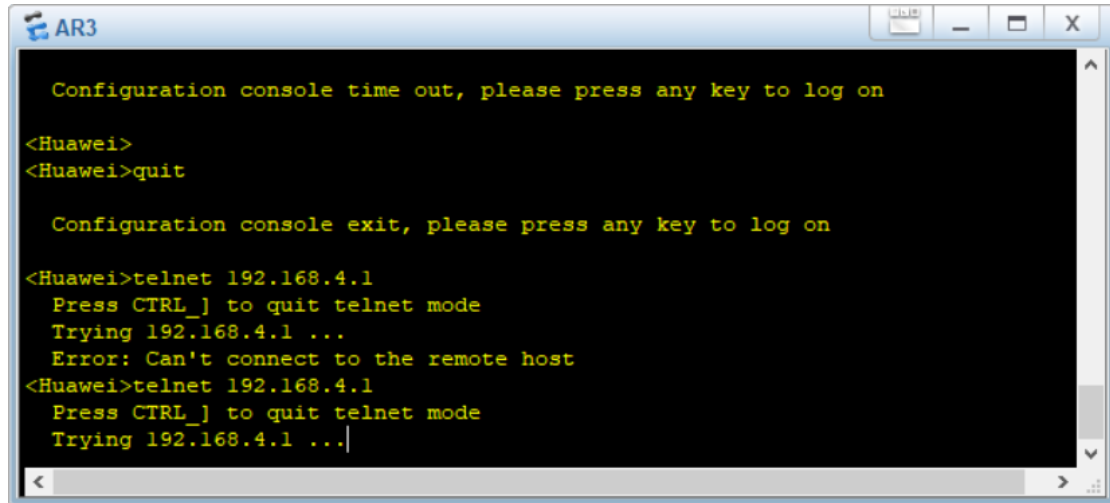 AR3
Configuration console time out, please press any key to log on
<Huawei>
<Huawei>quit
Configuration console exit, please press any key to log on
<Huawei>telnet 192.168.4.1
Press CTRL_] to quit telnet mode
Trying 192.168.4.1 ...
Error: Can't connect to the remote host
<Huawei>telnet 192.168.4.1
Press CTRL_] to quit telnet mode
Trying 192.168.4.1 ...